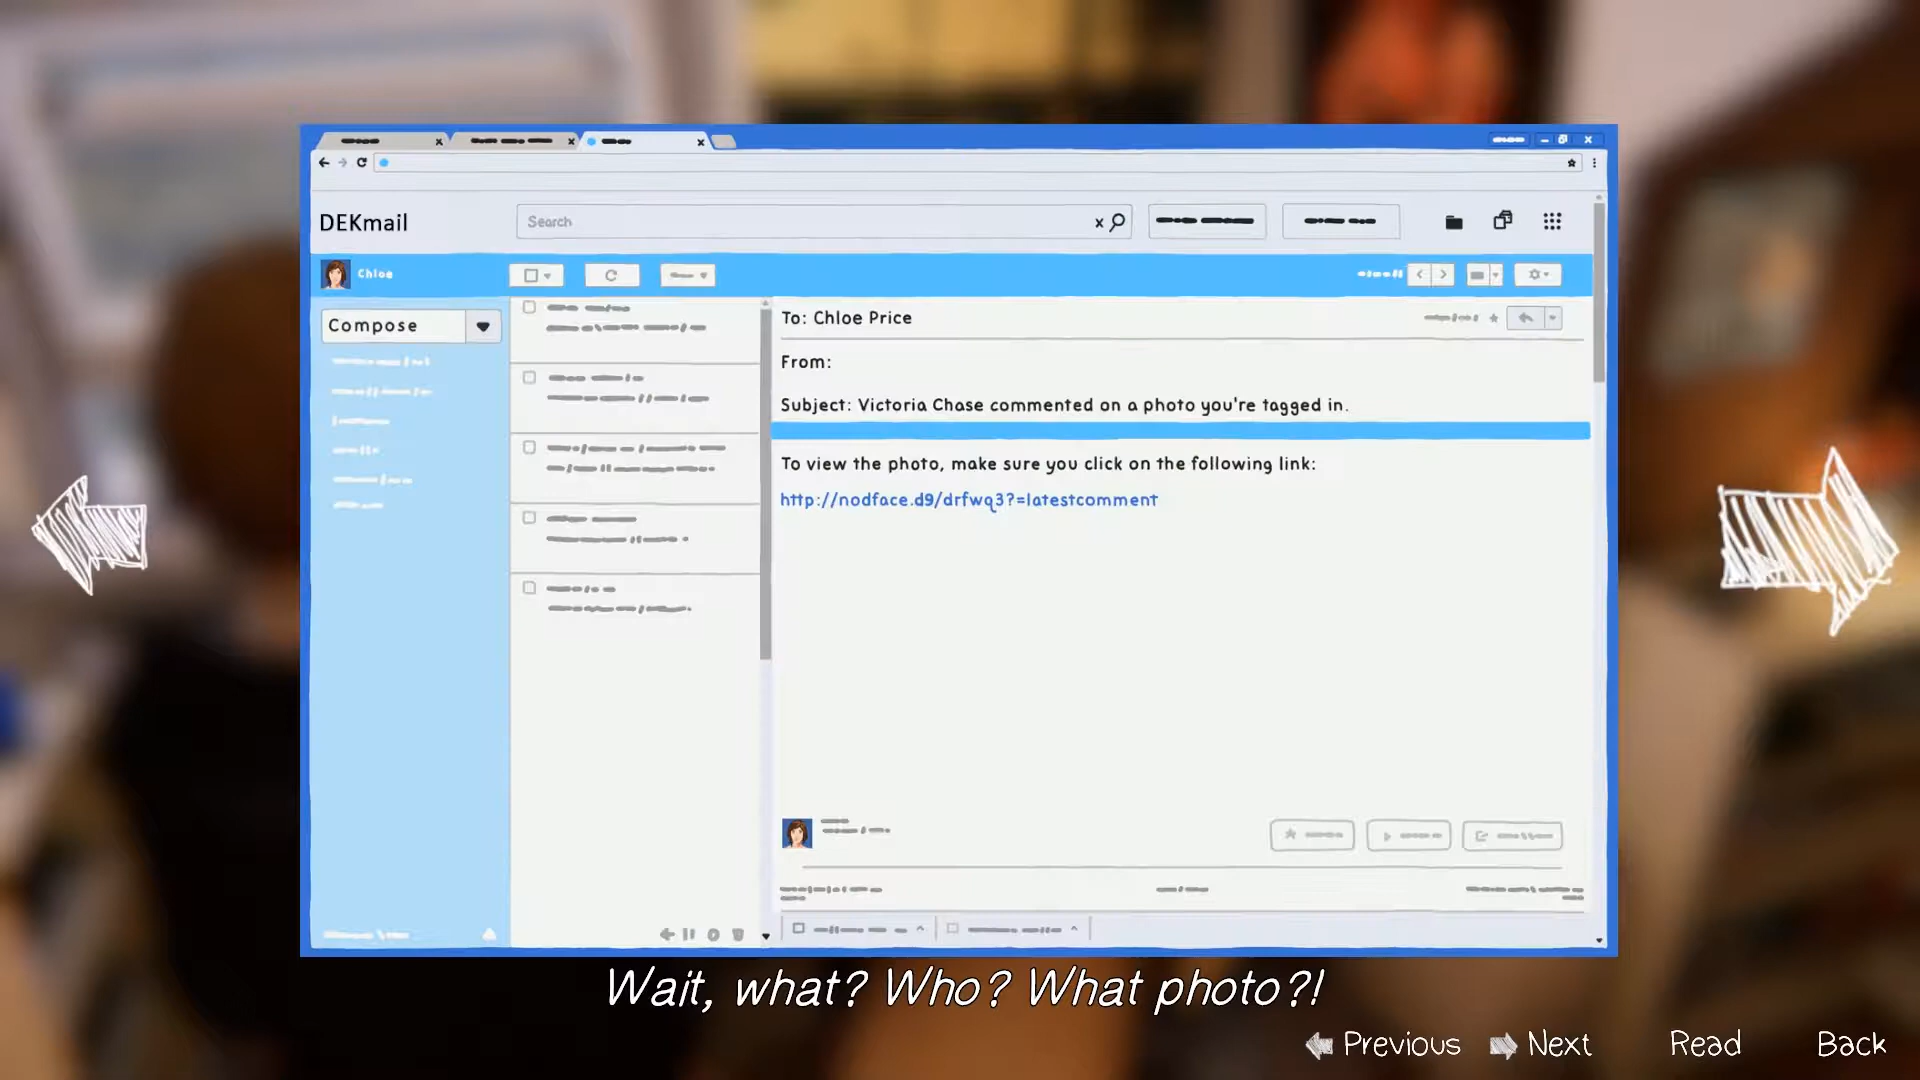 DEKmail
Search
Chloe
Compose
To: Chloe Price
From:
Subject: Victoria Chase commented on a photo you're tagged in.
To view the photo, make sure you click on the following link:
http://nodface.d9/drfwq3?=latestcomment
Wait, what? Who? What photo?!
Previous
Next
Read
Back